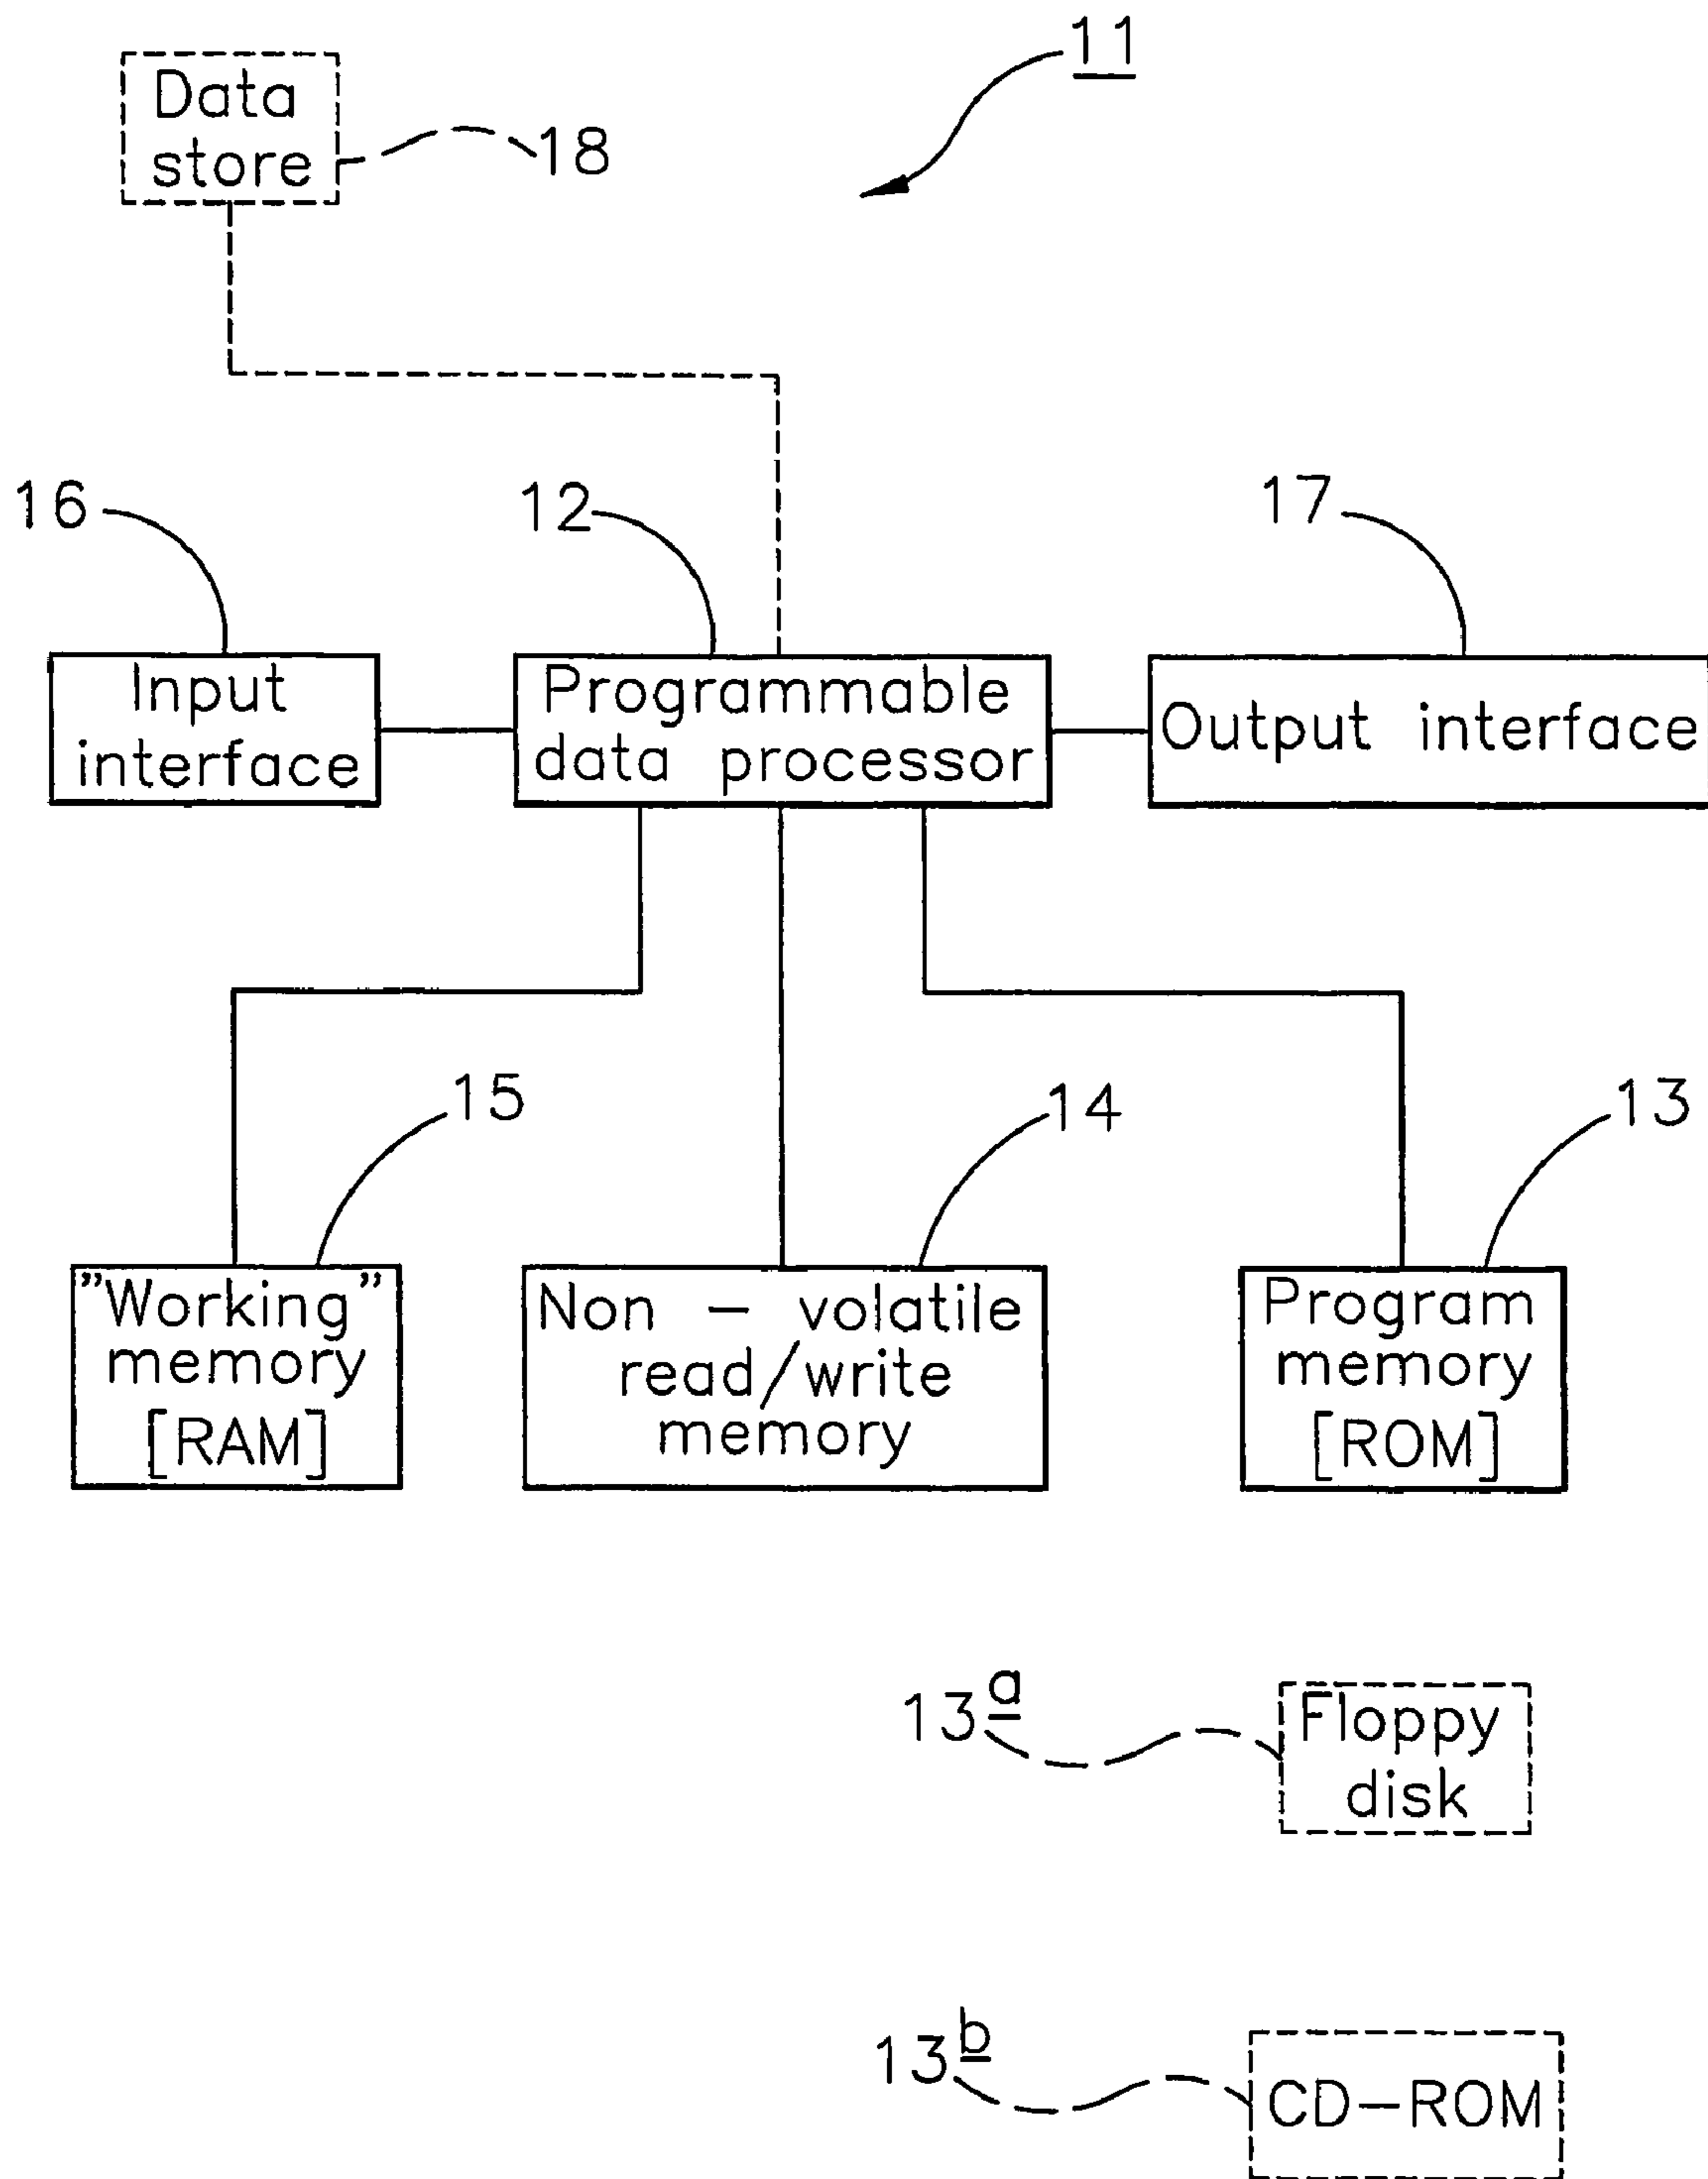 11
Data
store
18
16
12
17
Input
interface
Programmable
data processor
Output interface
15
14
13
"Working"
memory
[RAM]
Non – volatile
read/write
memory
Program
memory
[ROM]
13a
Floppy
disk
13b
CD–ROM